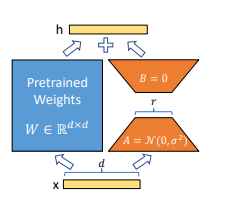 h
Pretrained
Weights
W ∈ ℝ^{d×d}
B = 0
r
A = 𝒩(0, σ²)
d
x